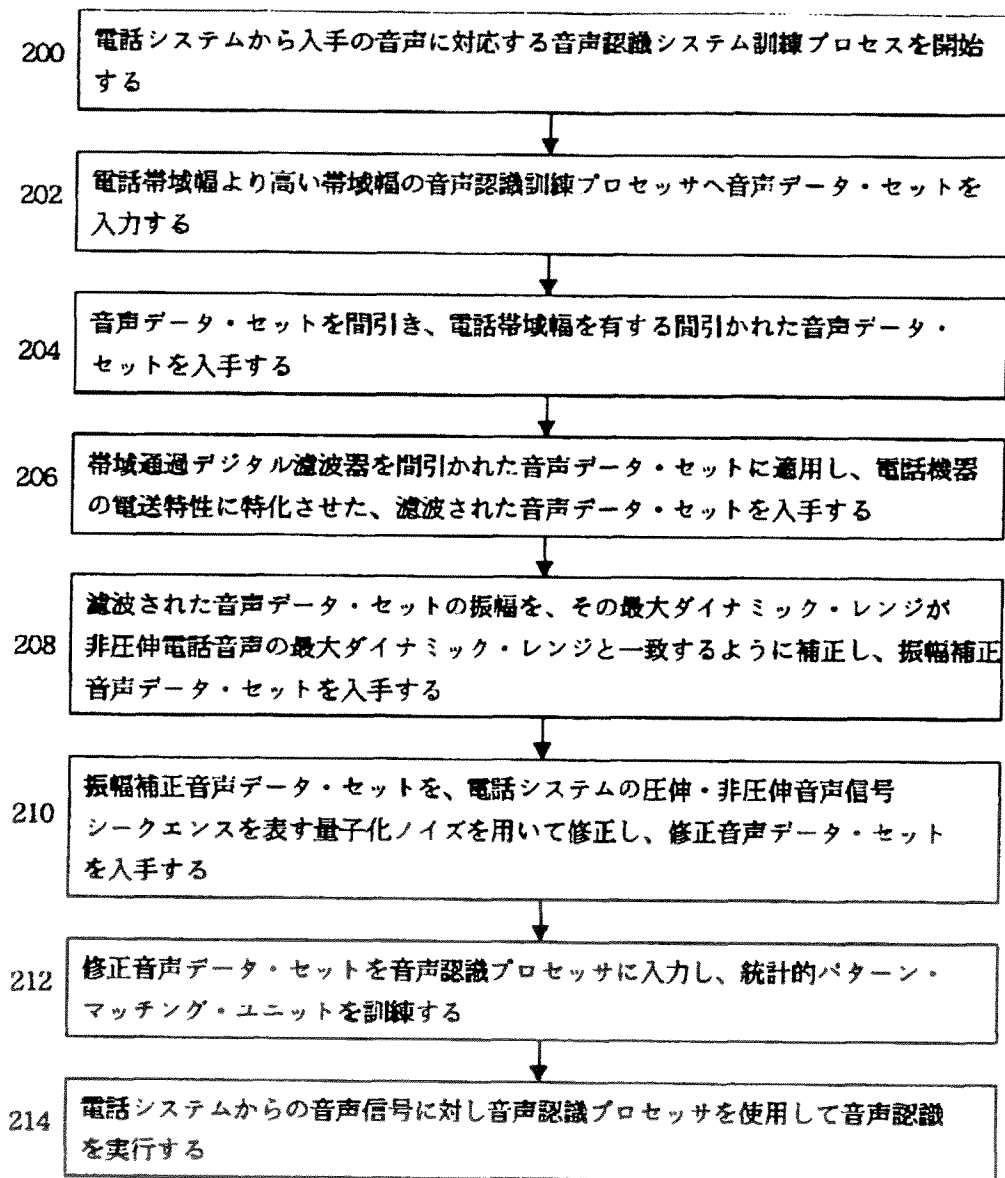 200
電話システムから入手の音声に対応する音声認識システム訓練プロセスを開始
する
202
電話帯域幅より高い帯域幅の音声認識訓練プロセッサへ音声データ・セットを
入力する
204
音声データ・セットを間引き、電話帯域幅を有する間引かれた音声データ・
セットを入手する
206
帯域通過デジタル濾波器を間引かれた音声データ・セットに適用し、電話機器
の電送特性に特化させた、濾波された音声データ・セットを入手する
208
濾波された音声データ・セットの振幅を、その最大ダイナミック・レンジが
非圧伸電話音声の最大ダイナミック・レンジと一致するように補正し、振幅補正
音声データ・セットを入手する
210
振幅補正音声データ・セットを、電話システムの圧伸・非圧伸音声信号
シークエンスを表す量子化ノイズを用いて修正し、修正音声データ・セット
を入手する
212
修正音声データ・セットを音声認識プロセッサに入力し、統計的パターン・
マッチング・ユニットを訓練する
214
電話システムからの音声信号に対し音声認識プロセッサを使用して音声認識
を実行する